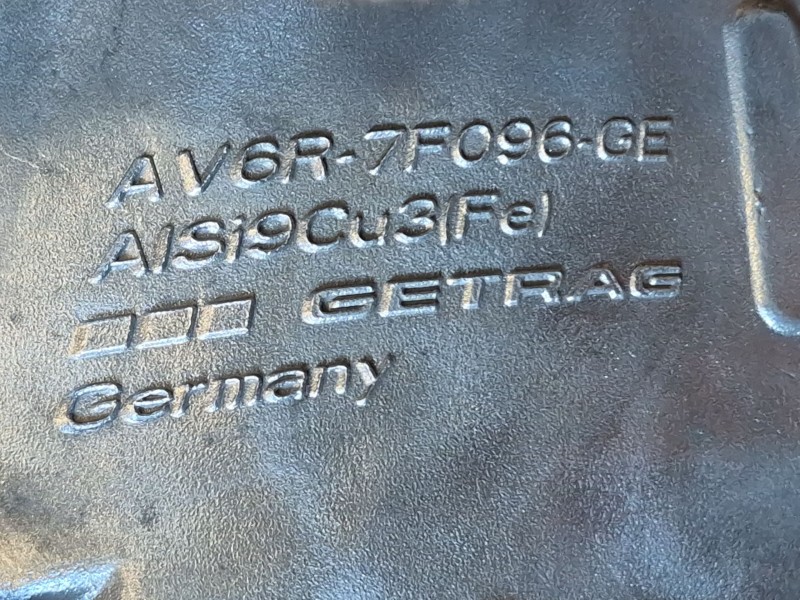 AV6R-7F096-GE
AlSi9Cu3(Fe)
GETRAG
Germany